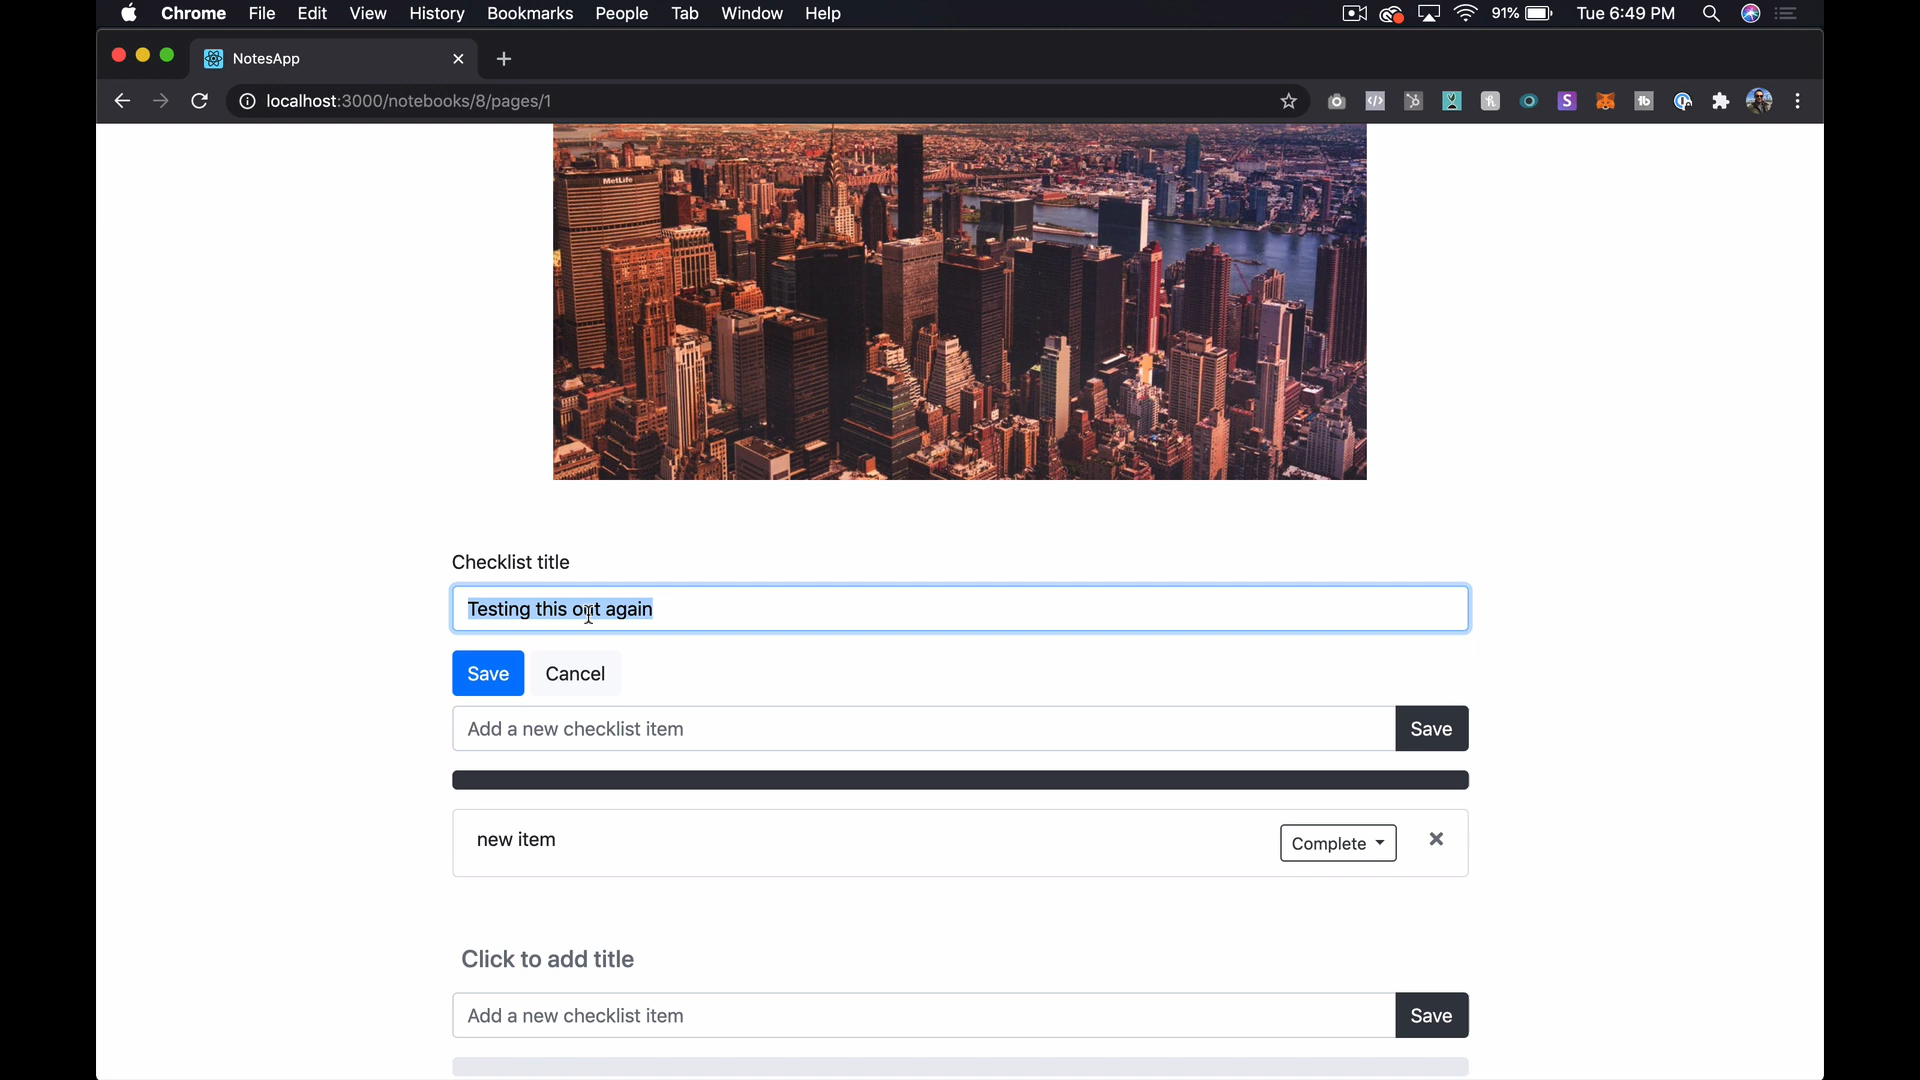 Chrome File Edit View History Bookmarks People Tab Window Help 91% Tue 6:49 PM
NotesApp
localhost:3000/notebooks/8/pages/1
MetLife
Checklist title
Testing this out again
Save Cancel
Add a new checklist item Save
new item Complete
Click to add title
Add a new checklist item Save